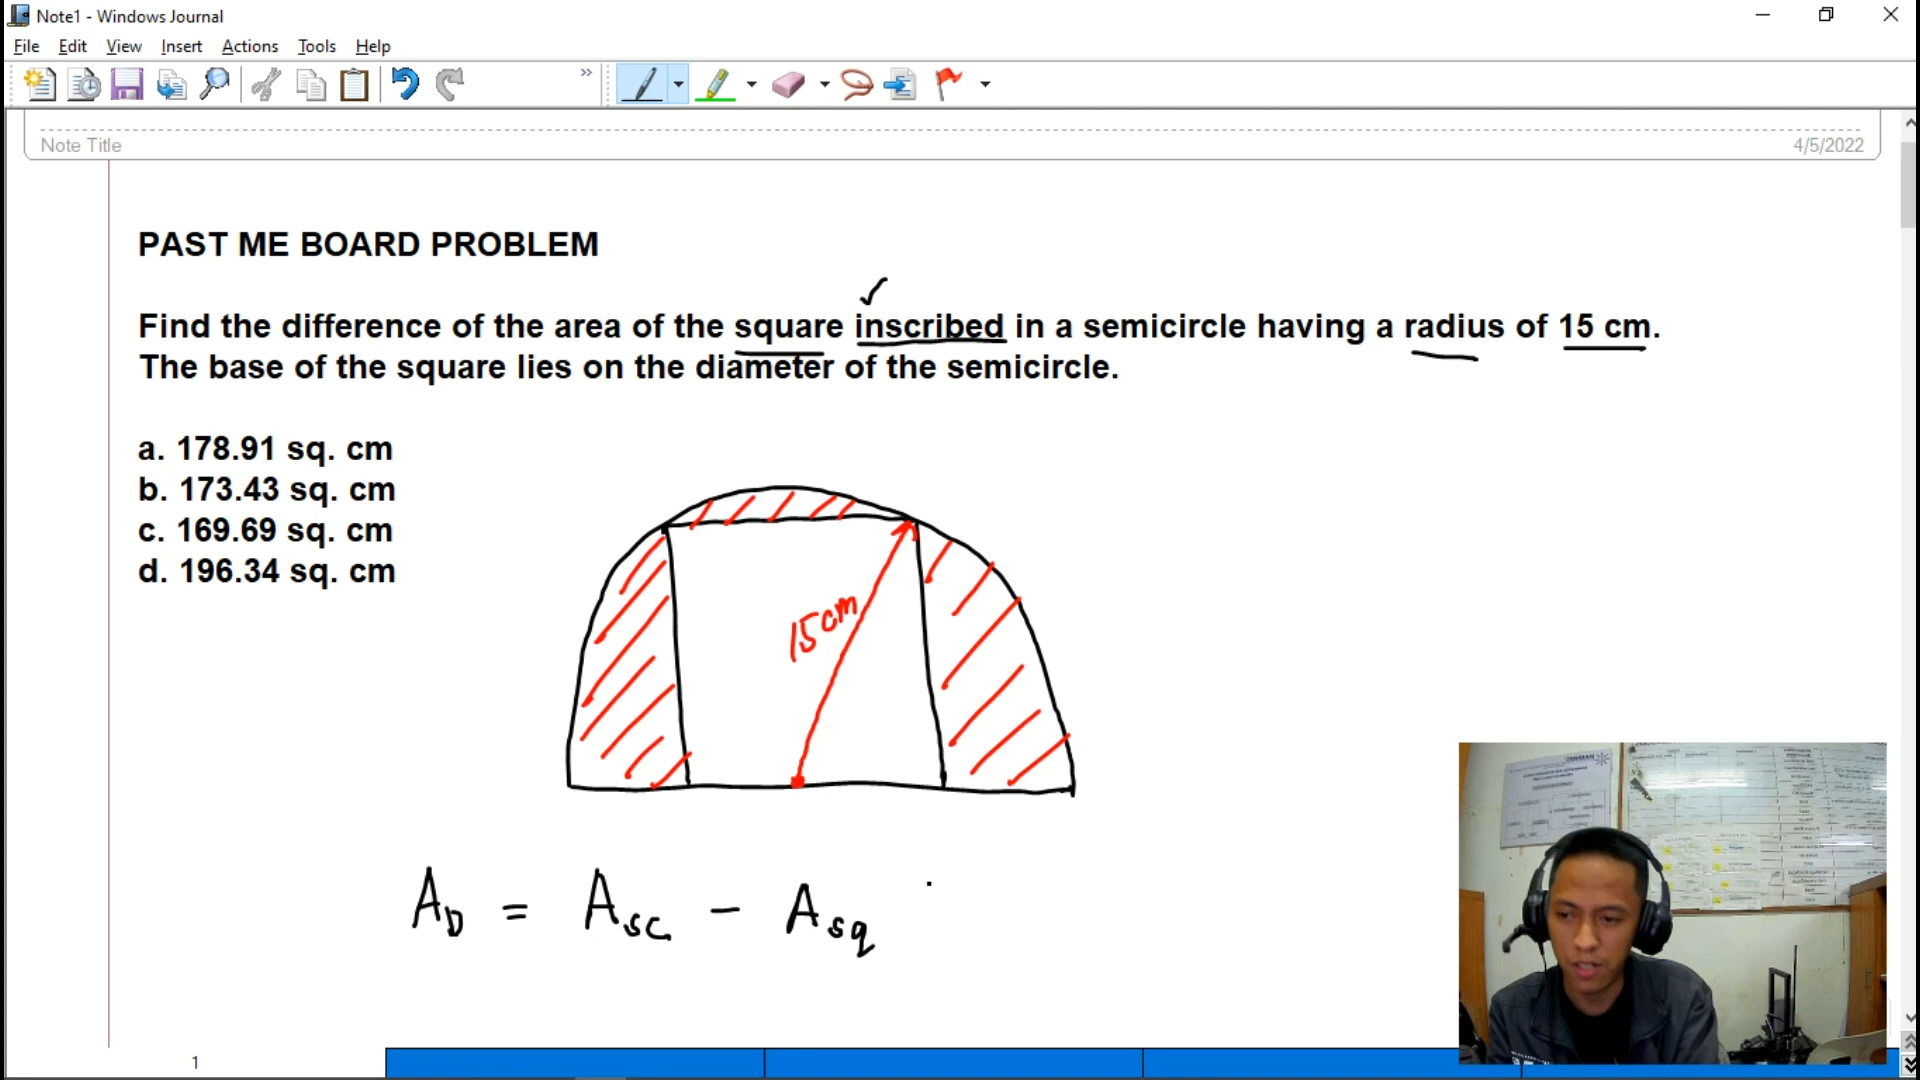 Note1 - Windows Journal
File Edit View Insert Actions Tools Help
Note Title
4/5/2022
PAST ME BOARD PROBLEM
Find the difference of the area of the square inscribed in a semicircle having a radius of 15 cm.
The base of the square lies on the diameter of the semicircle.
a. 178.91 sq. cm
b. 173.43 sq. cm
c. 169.69 sq. cm
d. 196.34 sq. cm
15cm
A_D = A_sc - A_sq
1